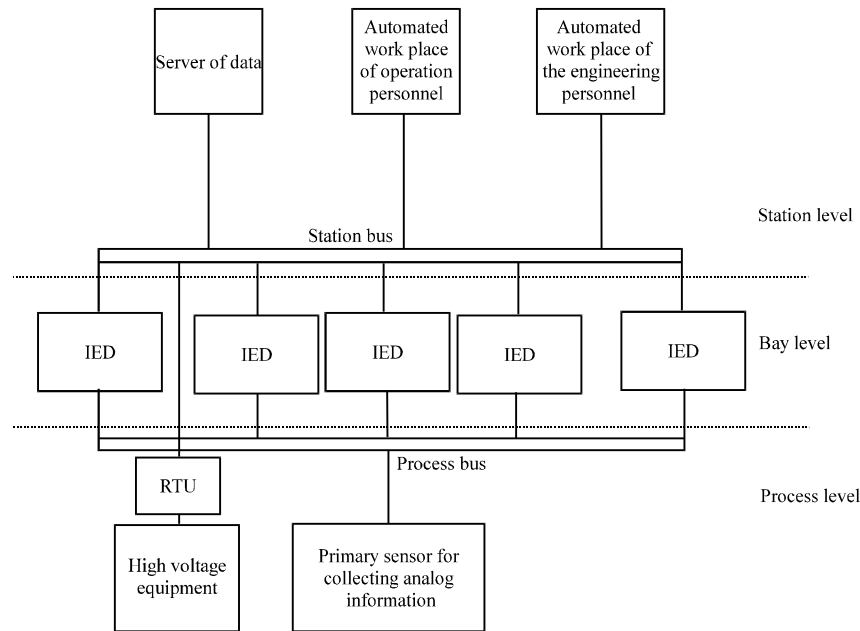 Server of data
Automated
work place
of operation
personnel
Automated
work place of
the engineering
personnel
Station level
Station bus
IED
IED
IED
IED
IED
Bay level
Process bus
Process level
RTU
High voltage
equipment
Primary sensor for
collecting analog
information